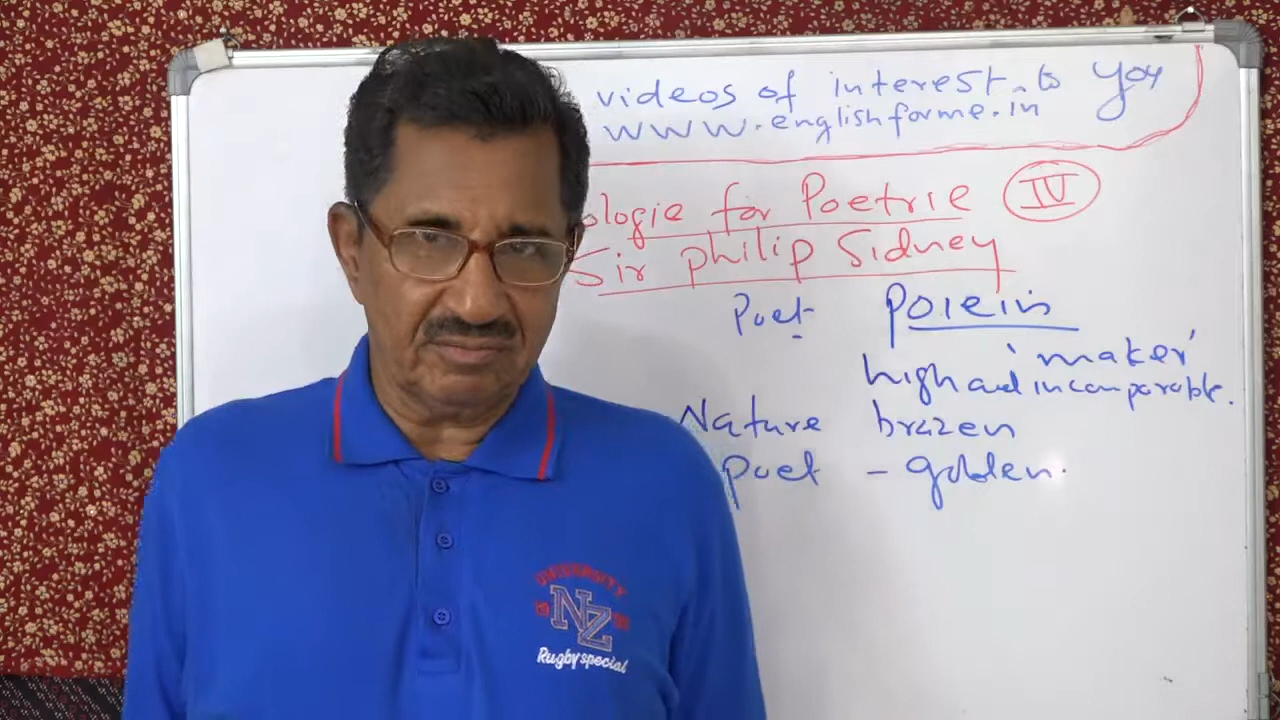 videos of interest to You
www.englishforme.in
ologie for Poetrie IV
Sir Philip Sidney
Poet Poiein
'maker'
high and incomparable.
Nature brazen
poet - golden.
UNIVERSITY
NZ
Rugby special